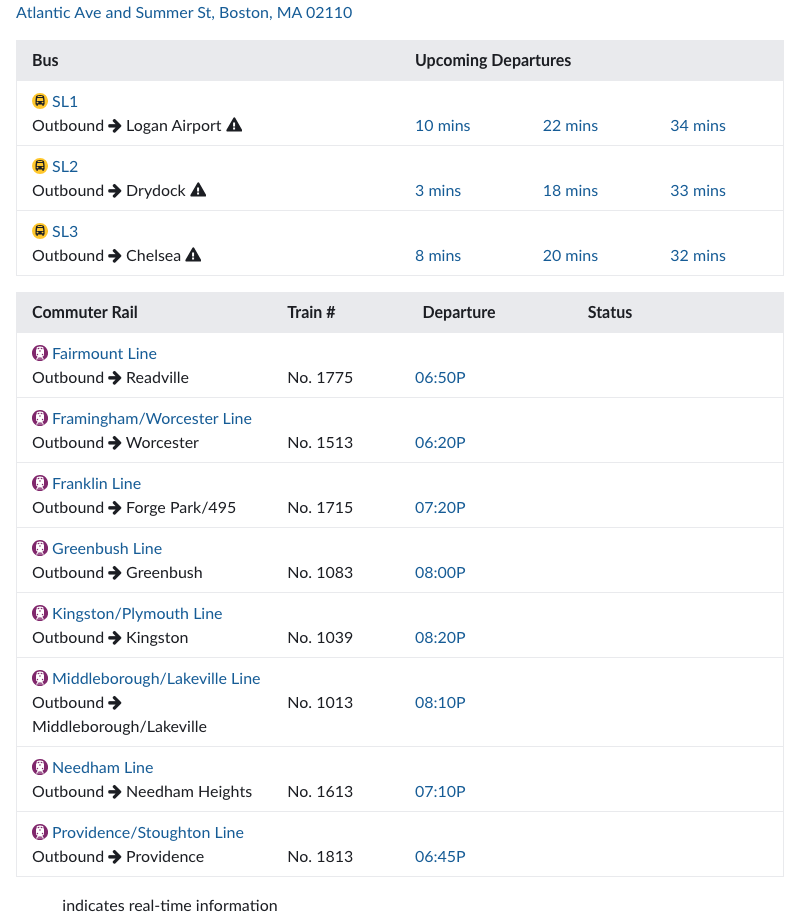 Atlantic Ave and Summer St, Boston, MA 02110
Bus Upcoming Departures
SL1
Outbound → Logan Airport 10 mins 22 mins 34 mins
SL2
Outbound → Drydock 3 mins 18 mins 33 mins
SL3
Outbound → Chelsea 8 mins 20 mins 32 mins
Commuter Rail Train # Departure Status
Fairmount Line
Outbound → Readville No. 1775 06:50P
Framingham/Worcester Line
Outbound → Worcester No. 1513 06:20P
Franklin Line
Outbound → Forge Park/495 No. 1715 07:20P
Greenbush Line
Outbound → Greenbush No. 1083 08:00P
Kingston/Plymouth Line
Outbound → Kingston No. 1039 08:20P
Middleborough/Lakeville Line
Outbound → No. 1013 08:10P
Middleborough/Lakeville
Needham Line
Outbound → Needham Heights No. 1613 07:10P
Providence/Stoughton Line
Outbound → Providence No. 1813 06:45P
indicates real-time information